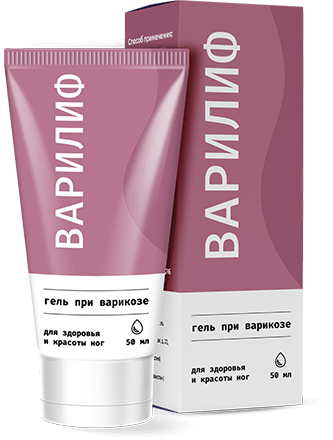 ВАРИЛИФ
гель при варикозе
для здоровья
и красоты ног
50 мл
Способ применения:
ВАРИЛИФ
гель при варикозе
для здоровья
и красоты ног
50 мл